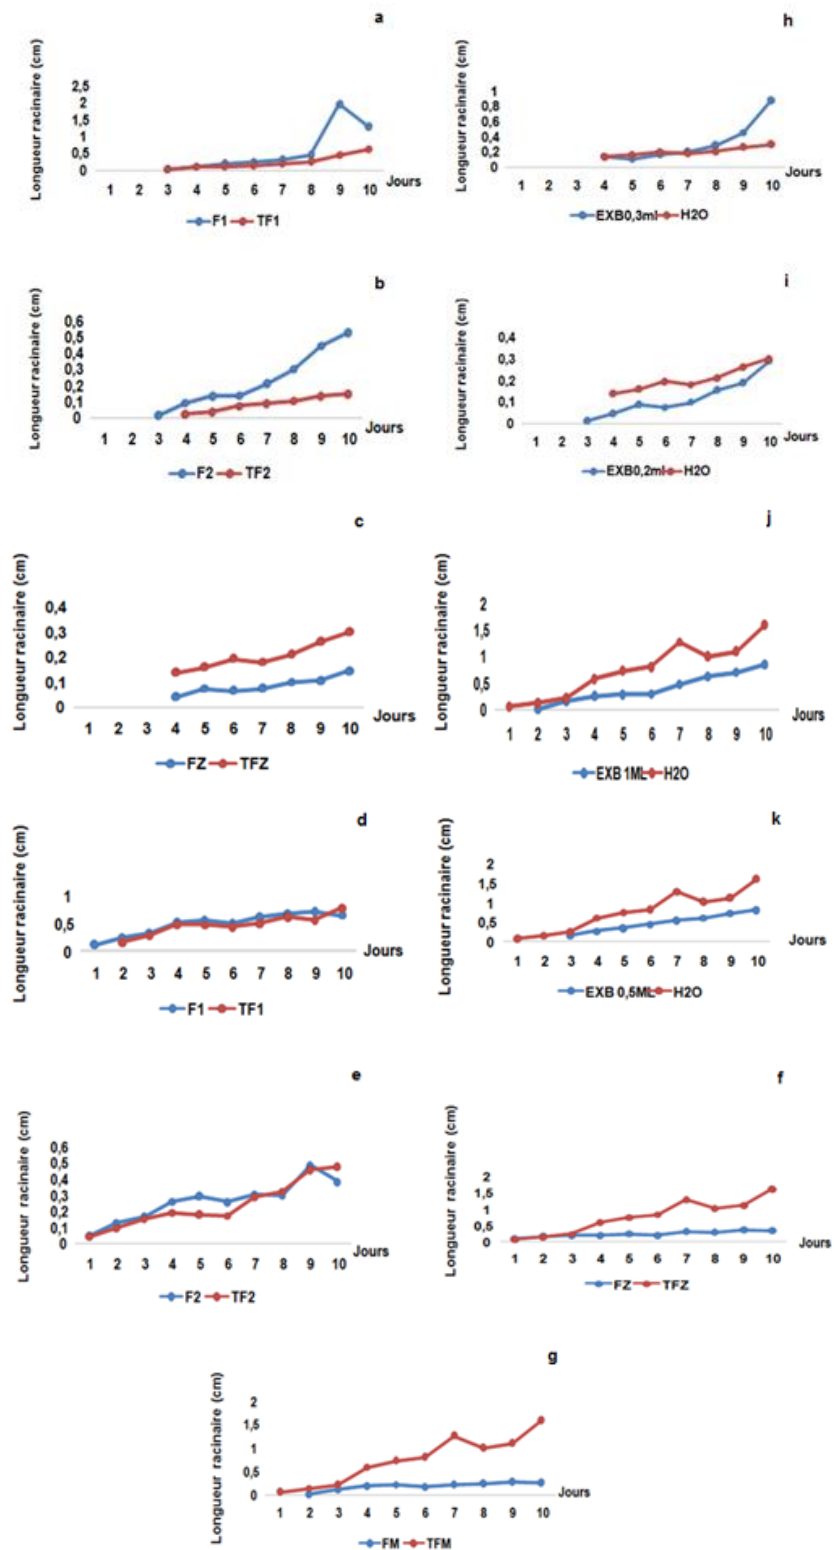 a
Longueur racinaire (cm)
2,5
2
1,5
1
0,5
0
1 2 3 4 5 6 7 8 9 10 Jours
F1 TF1
h
Longueur racinaire (cm)
1
0,8
0,6
0,4
0,2
0
1 2 3 4 5 6 7 8 9 10 Jours
EXB0,3ml H2O
b
Longueur racinaire (cm)
0,6
0,5
0,4
0,3
0,2
0,1
0
1 2 3 4 5 6 7 8 9 10 Jours
F2 TF2
i
Longueur racinaire (cm)
0,4
0,3
0,2
0,1
0
1 2 3 4 5 6 7 8 9 10 Jours
EXB0,2ml H2O
c
Longueur racinaire (cm)
0,4
0,3
0,2
0,1
0
1 2 3 4 5 6 7 8 9 10 Jours
FZ TFZ
j
Longueur racinaire (cm)
2
1,5
1
0,5
0
1 2 3 4 5 6 7 8 9 10 Jours
EXB 1ML H2O
d
Longueur racinaire (cm)
1
0,5
0
1 2 3 4 5 6 7 8 9 10 Jours
F1 TF1
k
Longueur racinaire (cm)
2
1,5
1
0,5
0
1 2 3 4 5 6 7 8 9 10 Jours
EXB 0,5ML H2O
e
Longueur racinaire (cm)
0,6
0,5
0,4
0,3
0,2
0,1
0
1 2 3 4 5 6 7 8 9 10 Jours
F2 TF2
f
Longueur racinaire (cm)
2
1,5
1
0,5
0
1 2 3 4 5 6 7 8 9 10 Jours
FZ TFZ
g
Longueur racinaire (cm)
2
1,5
1
0,5
0
1 2 3 4 5 6 7 8 9 10 Jours
FM TFM